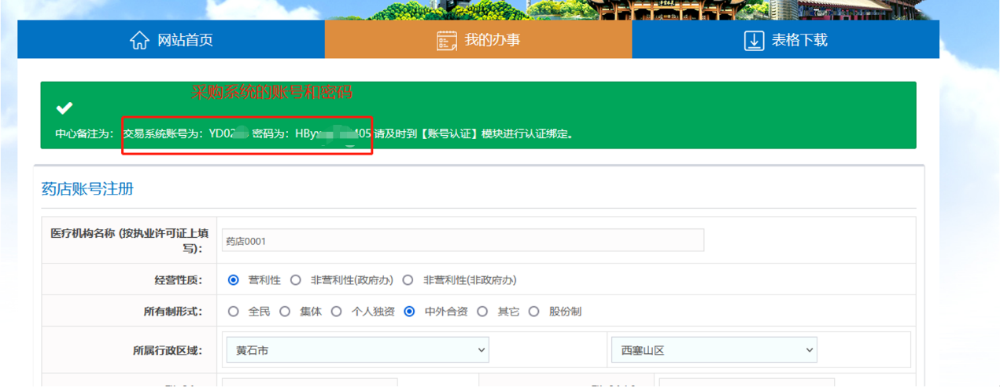 网站首页
我的办事
表格下载
采购系统的账号和密码
中心备注为： 交易系统账号为：YD02 密码为：HByx 405 请及时到【账号认证】模块进行认证绑定。
药店账号注册
医疗机构名称 (按执业许可证上填
写)：
药店0001
经营性质：
营利性 非营利性(政府办) 非营利性(非政府办)
所有制形式：
全民 集体 个人独资 中外合资 其它 股份制
所属行政区域：
黄石市
西塞山区